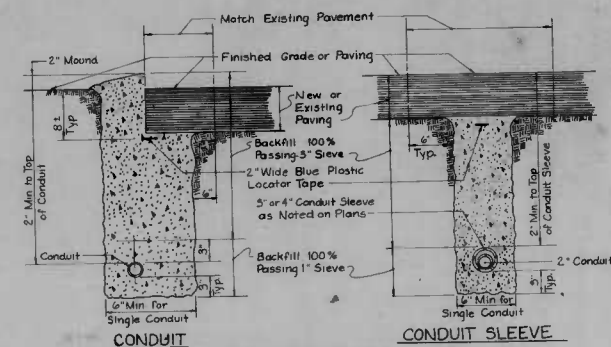 Match Existing Pavement
2" Mound
Finished Grade or Paving
8"±
Typ
New or
Existing
Paving
Backfill 100%
Passing 3" Sieve
6"
Typ.
2" Wide Blue Plastic
Locator Tape
6"
3" or 4" Conduit Sleeve
as Noted on Plans
2" Min to Top
of Conduit
2" Min to Top
of Conduit Sleeve
Conduit
3"
3"
Typ.
Backfill 100%
Passing 1" Sieve
2" Conduit
3"
Typ.
6" Min for
Single Conduit
6" Min for
Single Conduit
CONDUIT
CONDUIT SLEEVE